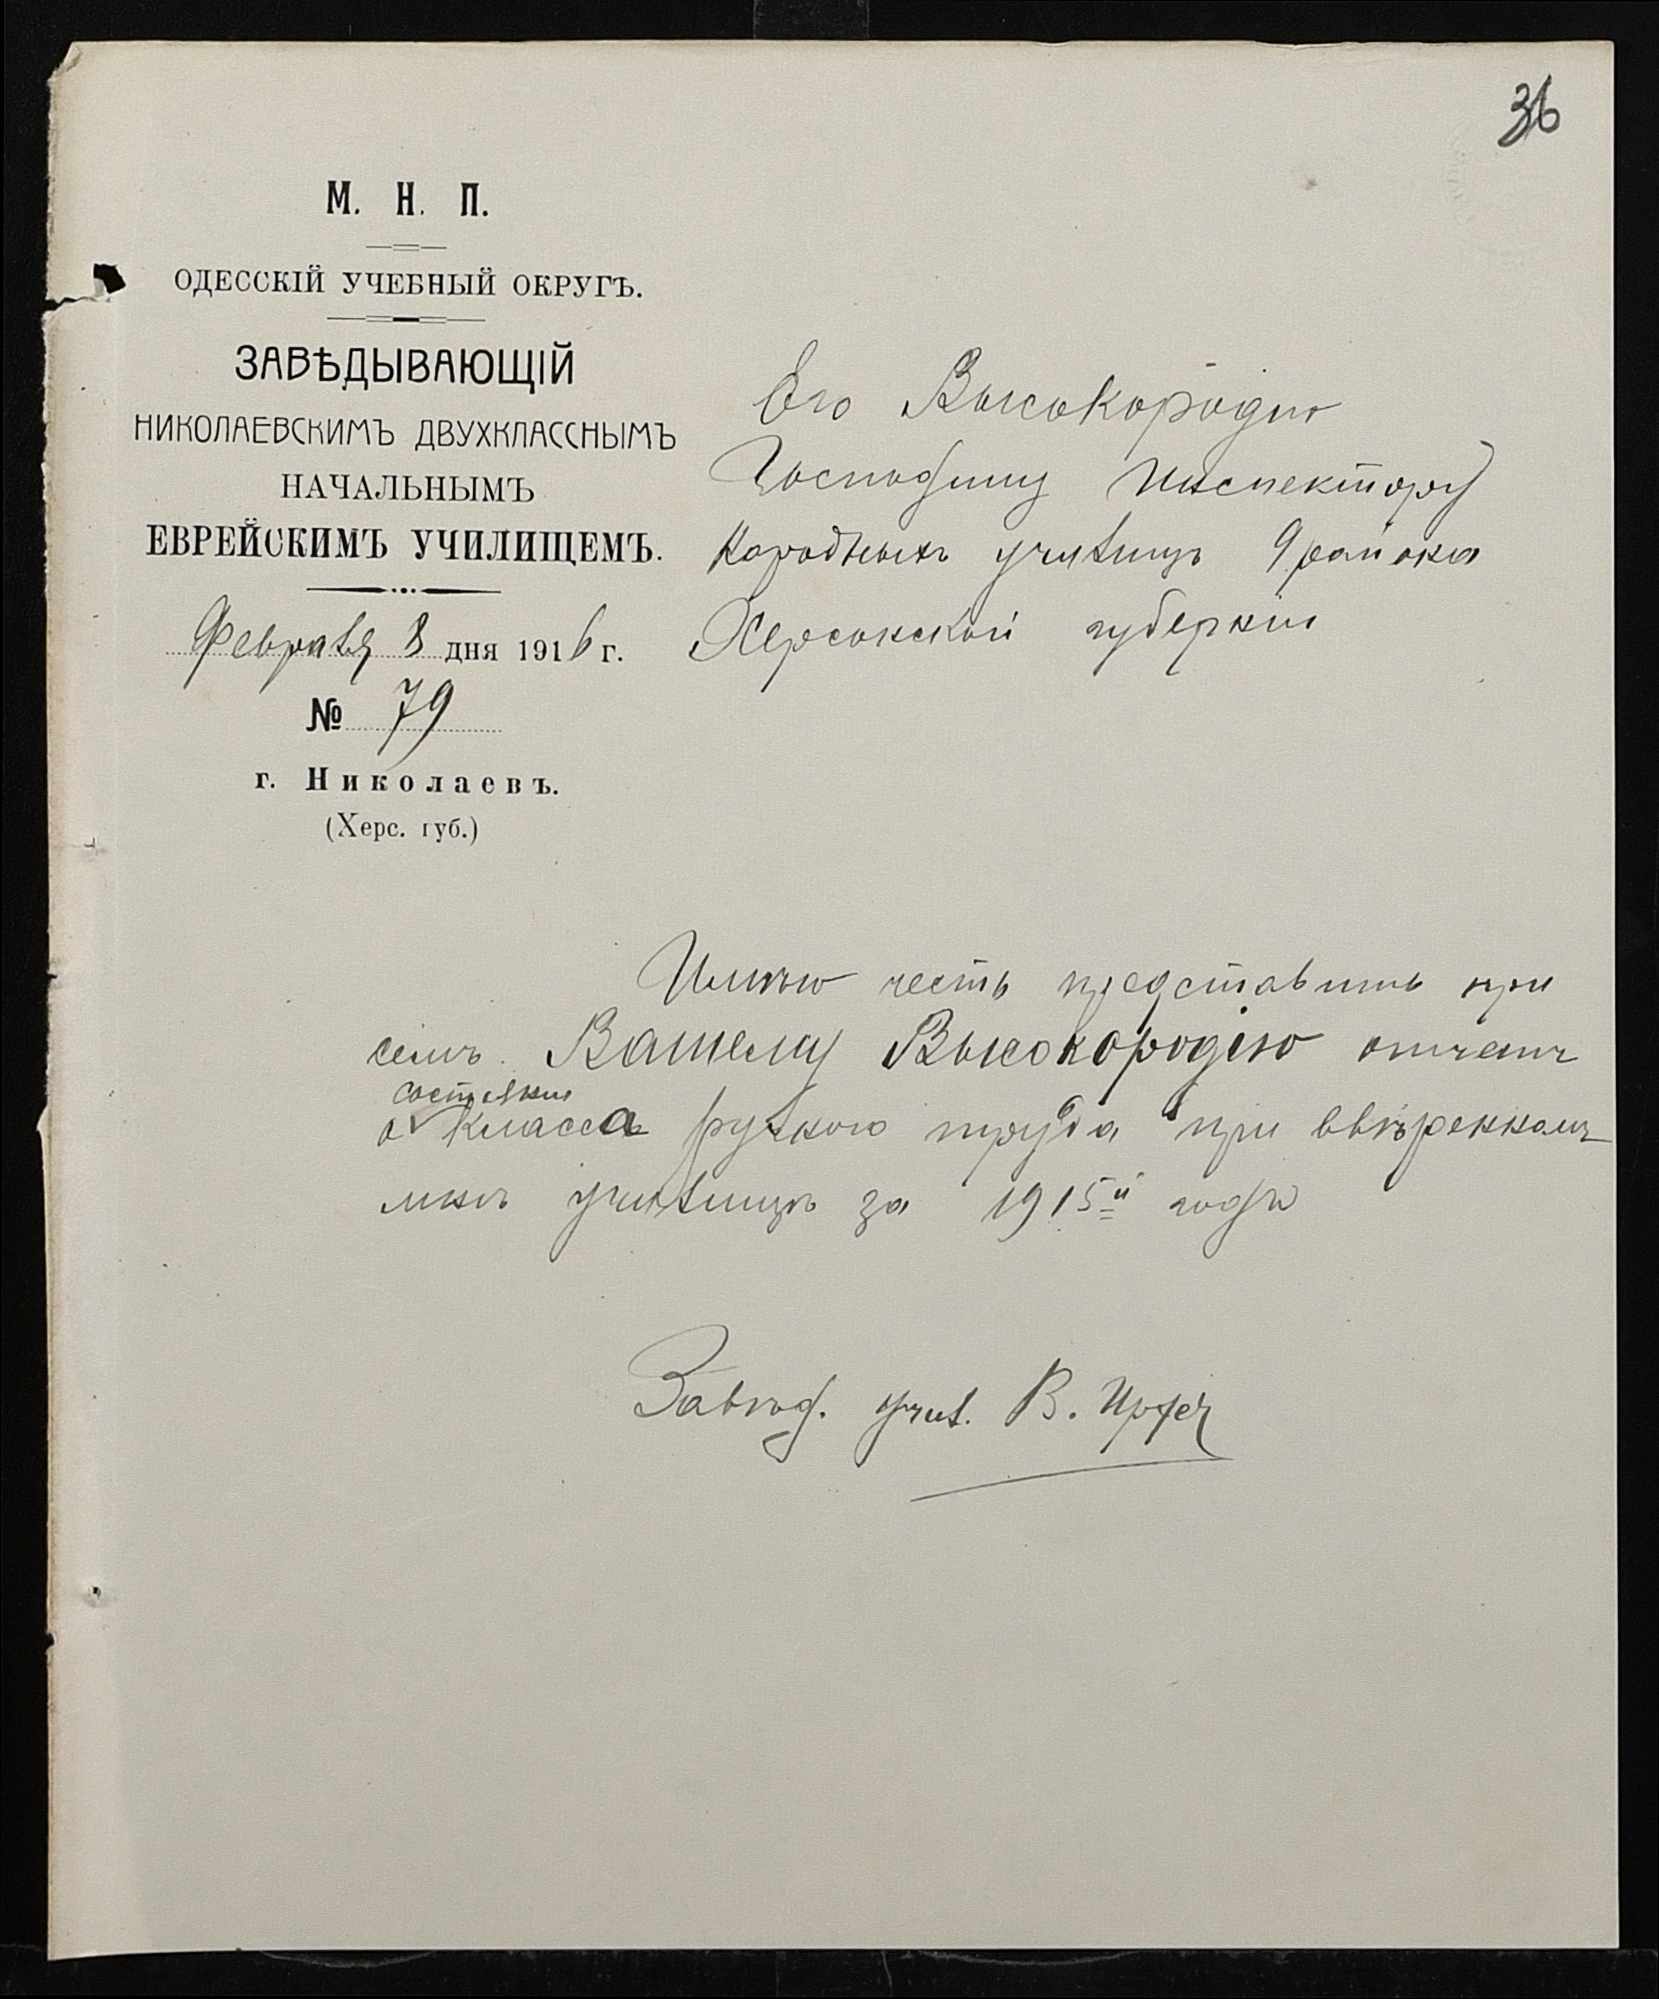 36
М. Н. П.
ОДЕССКІЙ УЧЕБНЫЙ ОКРУГЪ.
ЗАВѢДЫВАЮЩІЙ
НИКОЛАЕВСКИМЪ ДВУХКЛАССНЫМЪ
НАЧАЛЬНЫМЪ
ЕВРЕЙСКИМЪ УЧИЛИЩЕМЪ.
Февраля 8 дня 1916 г.
№ 79
г. Николаевъ.
(Херс. губ.)
Его Высокородію
Господину Инспектору
народныхъ училищъ 9 района
Херсонской губерніи
Имѣю честь представить при
семъ Вашему Высокородію отчетъ
состояніи
о класса ручного труда при ввѣренномъ
мнѣ училищѣ за 1915й годъ
Завѣд. учил. В.